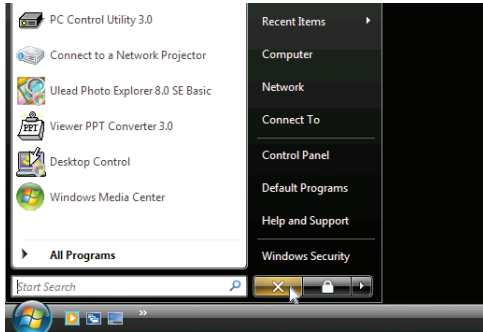 PC Control Utility 3.0
Connect to a Network Projector
Ulead Photo Explorer 8.0 SE Basic
PPT
Viewer PPT Converter 3.0
Desktop Control
Windows Media Center
All Programs
Start Search
Recent Items
Computer
Network
Connect To
Control Panel
Default Programs
Help and Support
Windows Security